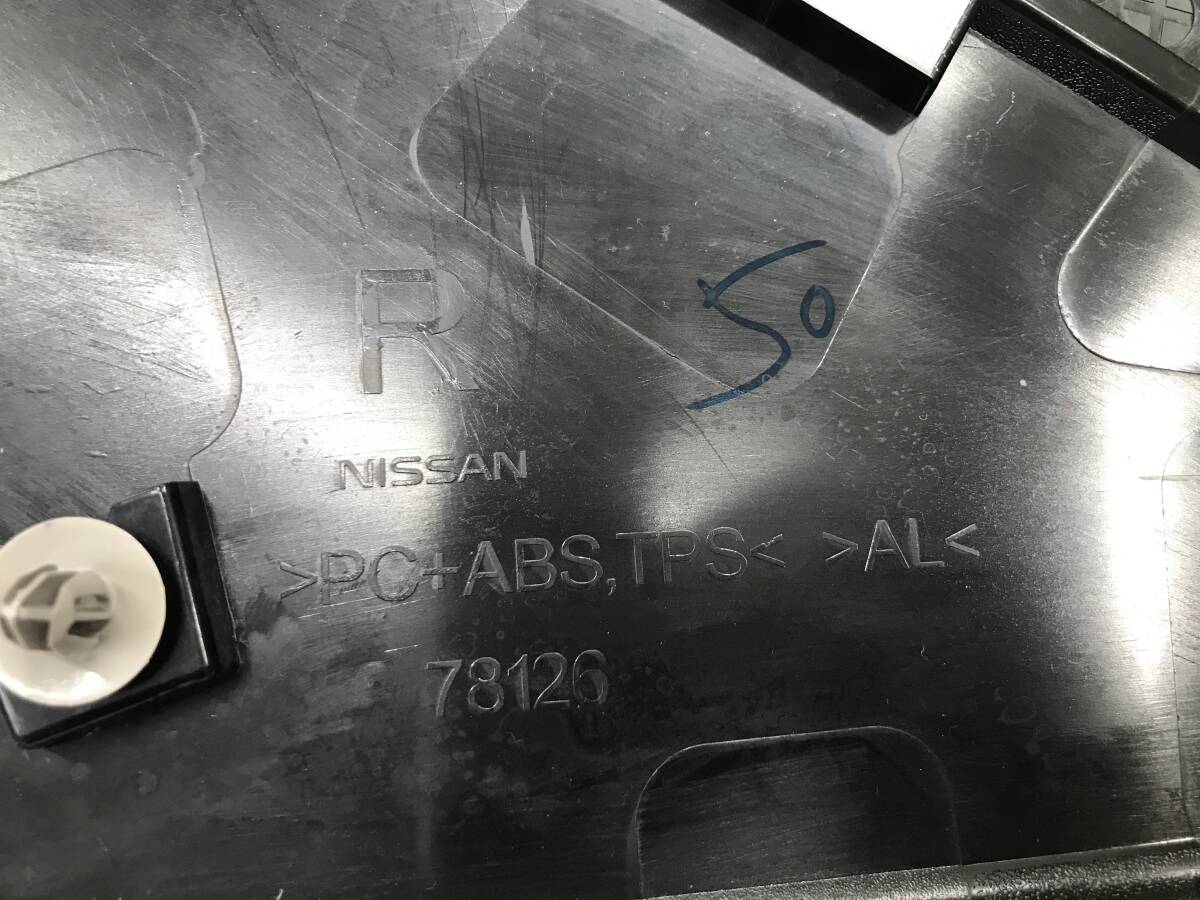 50
R
NISSAN
>PC+ABS,TPS< >AL<
78126